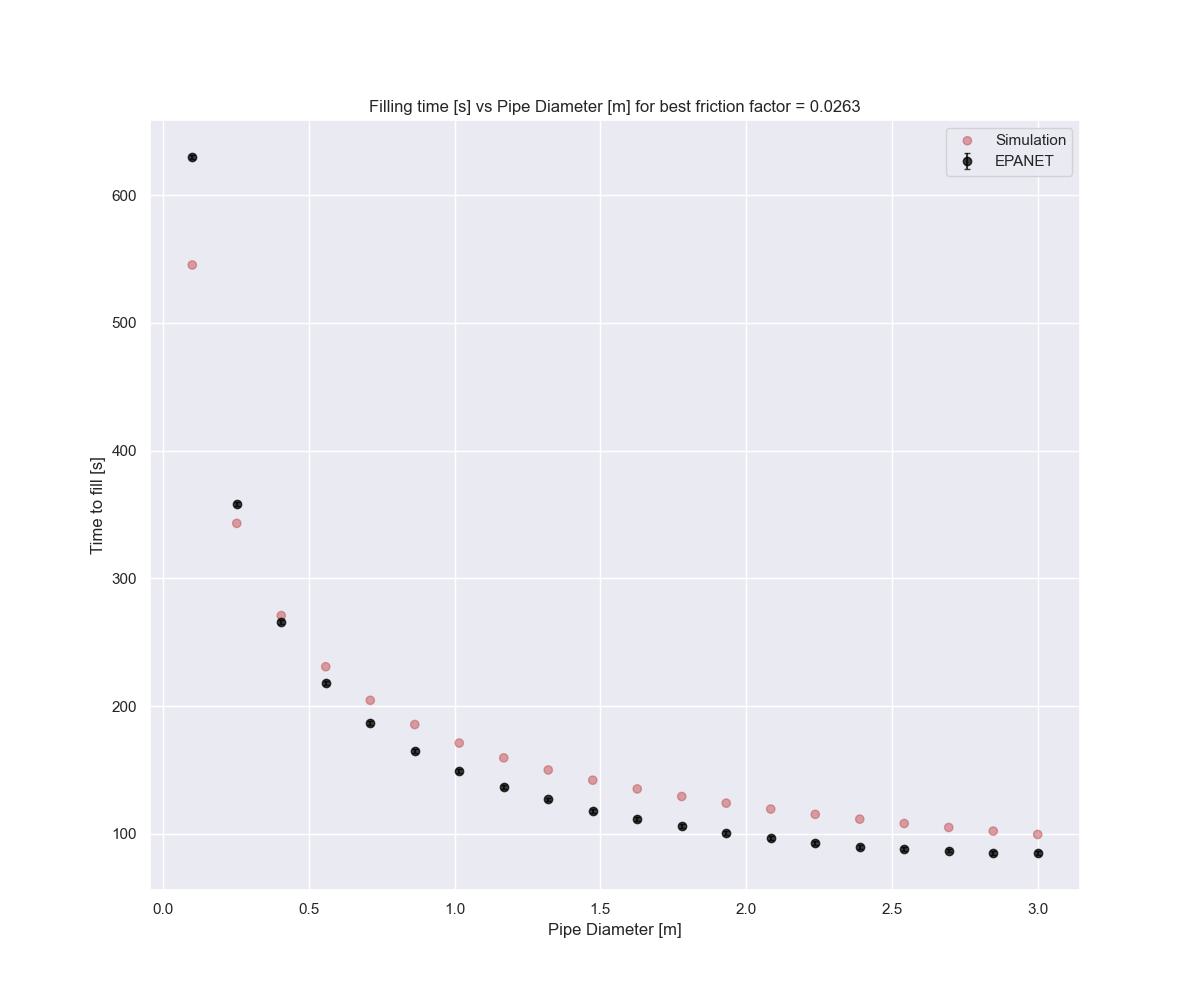 Filling time [s] vs Pipe Diameter [m] for best friction factor = 0.0263
Simulation
EPANET
600
500
400
300
200
100
Time to fill [s]
0.0 0.5 1.0 1.5 2.0 2.5 3.0
Pipe Diameter [m]